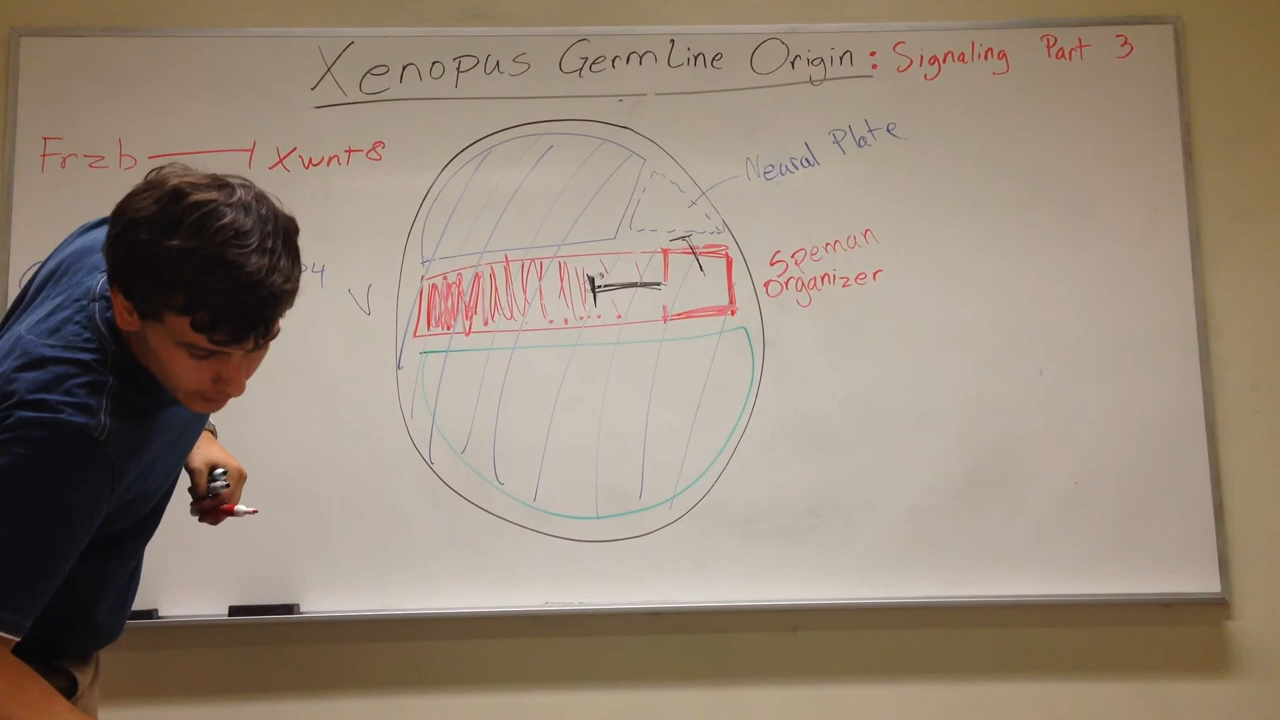 Xenopus GermLine Origin: Signaling Part 3
Frzb ⊣ Xwnt8
Neural Plate
Speman
Organizer
V